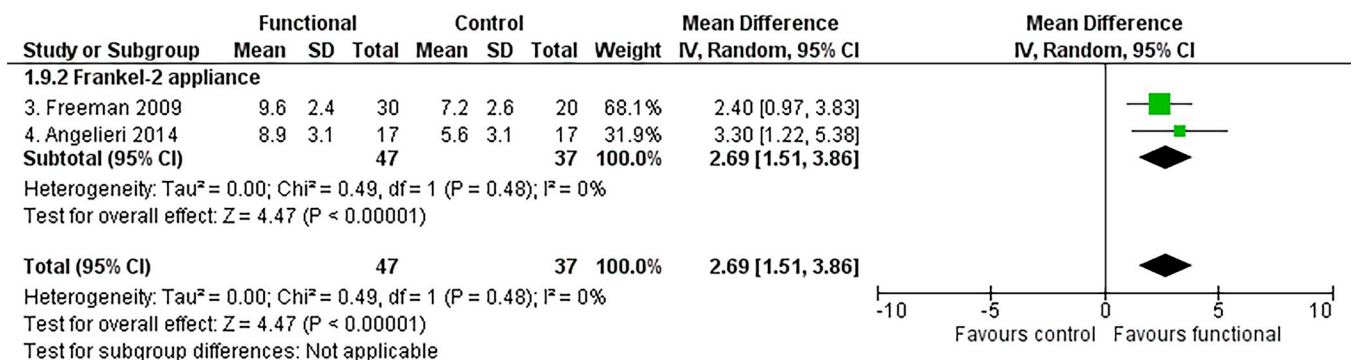 Functional Control Mean Difference Mean Difference
Study or Subgroup Mean SD Total Mean SD Total Weight IV, Random, 95% CI IV, Random, 95% CI
1.9.2 Frankel-2 appliance
3. Freeman 2009 9.6 2.4 30 7.2 2.6 20 68.1% 2.40 [0.97, 3.83]
4. Angelieri 2014 8.9 3.1 17 5.6 3.1 17 31.9% 3.30 [1.22, 5.38]
Subtotal (95% CI) 47 37 100.0% 2.69 [1.51, 3.86]
Heterogeneity: Tau² = 0.00; Chi² = 0.49, df = 1 (P = 0.48); I² = 0%
Test for overall effect: Z = 4.47 (P < 0.00001)
Total (95% CI) 47 37 100.0% 2.69 [1.51, 3.86]
Heterogeneity: Tau² = 0.00; Chi² = 0.49, df = 1 (P = 0.48); I² = 0%
Test for overall effect: Z = 4.47 (P < 0.00001)
Test for subgroup differences: Not applicable
-10 -5 0 5 10
Favours control Favours functional